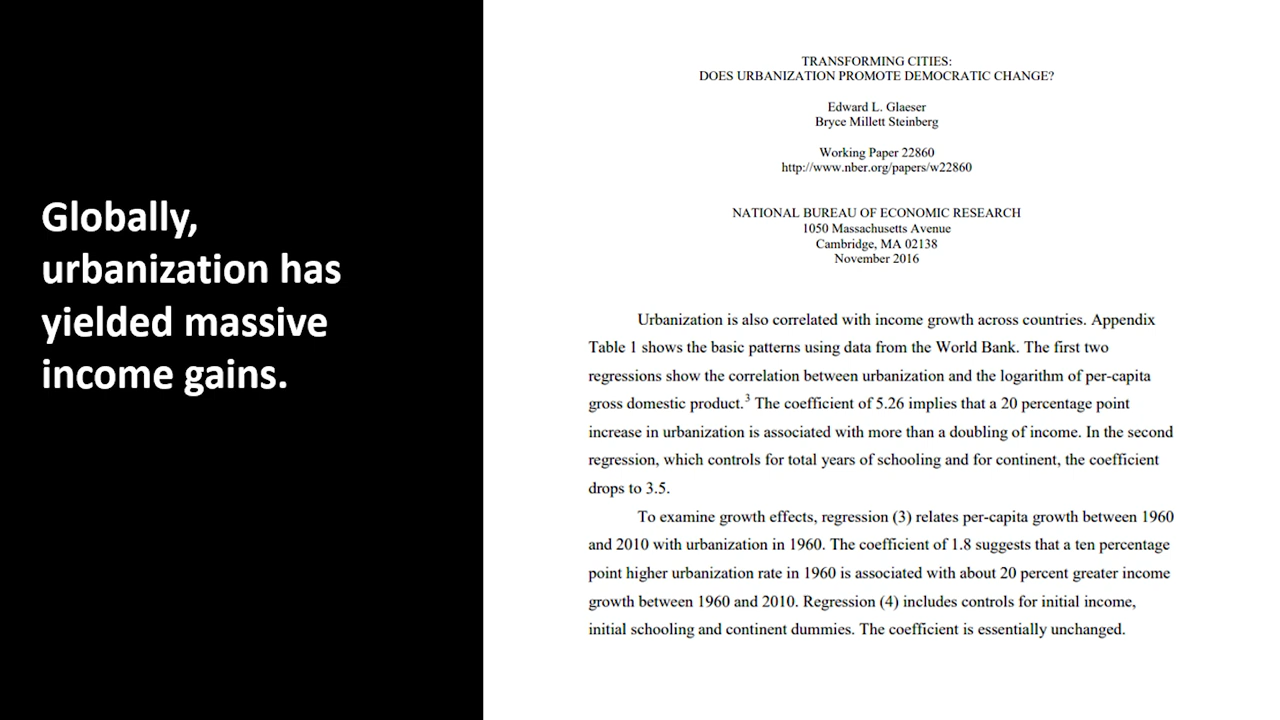 Globally,
urbanization has
yielded massive
income gains.
TRANSFORMING CITIES:
DOES URBANIZATION PROMOTE DEMOCRATIC CHANGE?
Edward L. Glaeser
Bryce Millett Steinberg
Working Paper 22860
http://www.nber.org/papers/w22860
NATIONAL BUREAU OF ECONOMIC RESEARCH
1050 Massachusetts Avenue
Cambridge, MA 02138
November 2016
Urbanization is also correlated with income growth across countries. Appendix
Table 1 shows the basic patterns using data from the World Bank. The first two
regressions show the correlation between urbanization and the logarithm of per-capita
gross domestic product.³ The coefficient of 5.26 implies that a 20 percentage point
increase in urbanization is associated with more than a doubling of income. In the second
regression, which controls for total years of schooling and for continent, the coefficient
drops to 3.5.
To examine growth effects, regression (3) relates per-capita growth between 1960
and 2010 with urbanization in 1960. The coefficient of 1.8 suggests that a ten percentage
point higher urbanization rate in 1960 is associated with about 20 percent greater income
growth between 1960 and 2010. Regression (4) includes controls for initial income,
initial schooling and continent dummies. The coefficient is essentially unchanged.